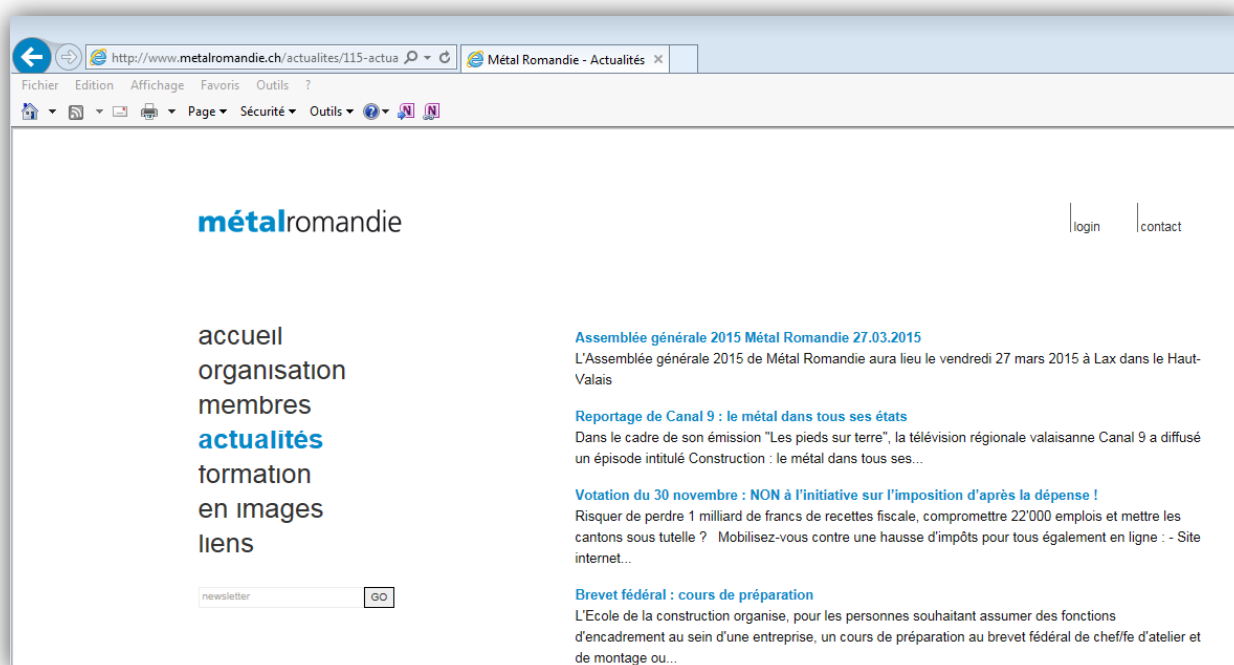 http://www.metalromandie.ch/actualites/115-actua
Métal Romandie - Actualités
Fichier Edition Affichage Favoris Outils ?
Page Sécurité Outils
métalromandie
login contact
accueil
organisation
membres
actualités
formation
en images
liens
newsletter GO
Assemblée générale 2015 Métal Romandie 27.03.2015
L'Assemblée générale 2015 de Métal Romandie aura lieu le vendredi 27 mars 2015 à Lax dans le Haut-
Valais
Reportage de Canal 9 : le métal dans tous ses états
Dans le cadre de son émission "Les pieds sur terre", la télévision régionale valaisanne Canal 9 a diffusé
un épisode intitulé Construction : le métal dans tous ses...
Votation du 30 novembre : NON à l'initiative sur l'imposition d'après la dépense !
Risquer de perdre 1 milliard de francs de recettes fiscale, compromettre 22'000 emplois et mettre les
cantons sous tutelle ? Mobilisez-vous contre une hausse d'impôts pour tous également en ligne : - Site
internet...
Brevet fédéral : cours de préparation
L'Ecole de la construction organise, pour les personnes souhaitant assumer des fonctions
d'encadrement au sein d'une entreprise, un cours de préparation au brevet fédéral de chef/fe d'atelier et
de montage ou...